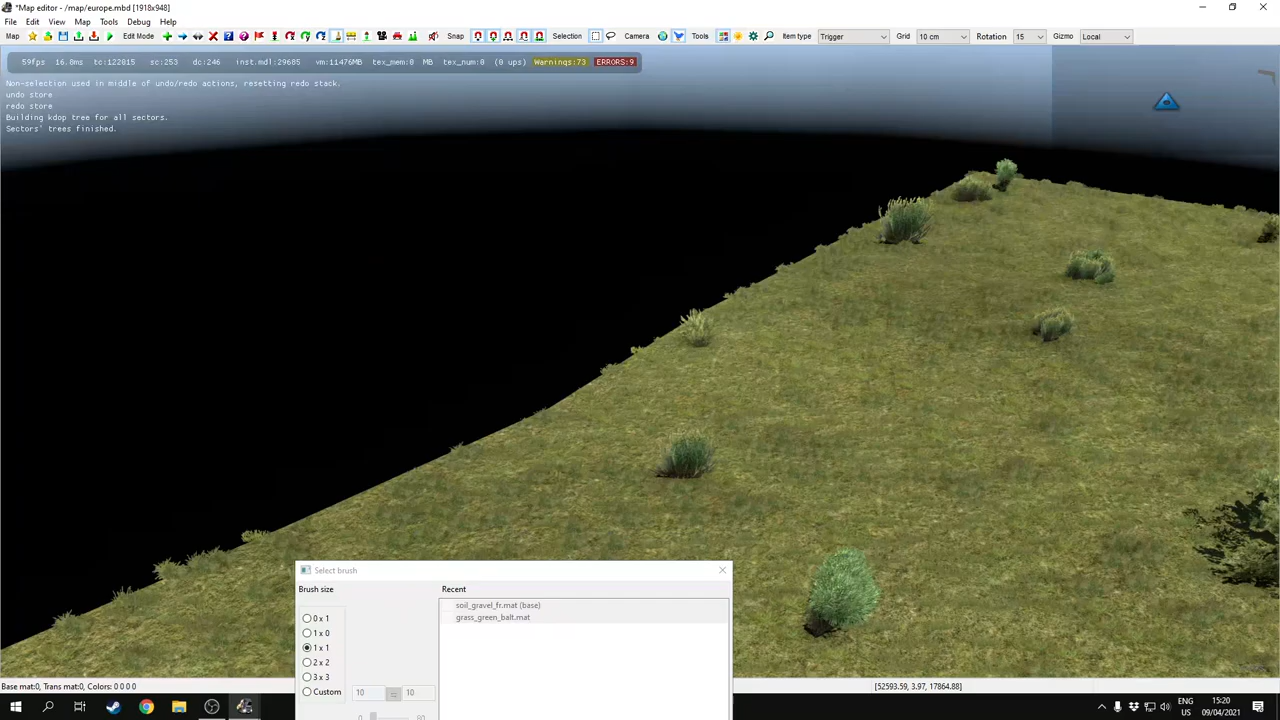 *Map editor - /map/europe.mbd [1918x948]
File Edit View Map Tools Debug Help
Map Edit Mode Snap Selection Camera Tools Item type Trigger Grid 10 cm Rotation 15 Gizmo Local
59fps 16.8ms tc:122015 sc:253 dc:246 inst.mdl:29685 vm:11476MB tex_mem:0 MB tex_num:0 (0 ups) Warnings:73 ERRORS:9
Non-selection used in middle of undo/redo actions, resetting redo stack.
undo store
redo store
Building kdop tree for all sectors.
Sectors' trees finished.
Select brush
Brush size Recent
soil_gravel_fr.mat (base)
grass_green_balt.mat
0 x 1
1 x 0
1 x 1
2 x 2
3 x 3
Custom 10 = 10
0 80
Base mat:0, Trans mat:0, Colors: 0 0 0 0 [52593.59, 3.97, 17864.88]
ENG 15:20
US 09/04/2021